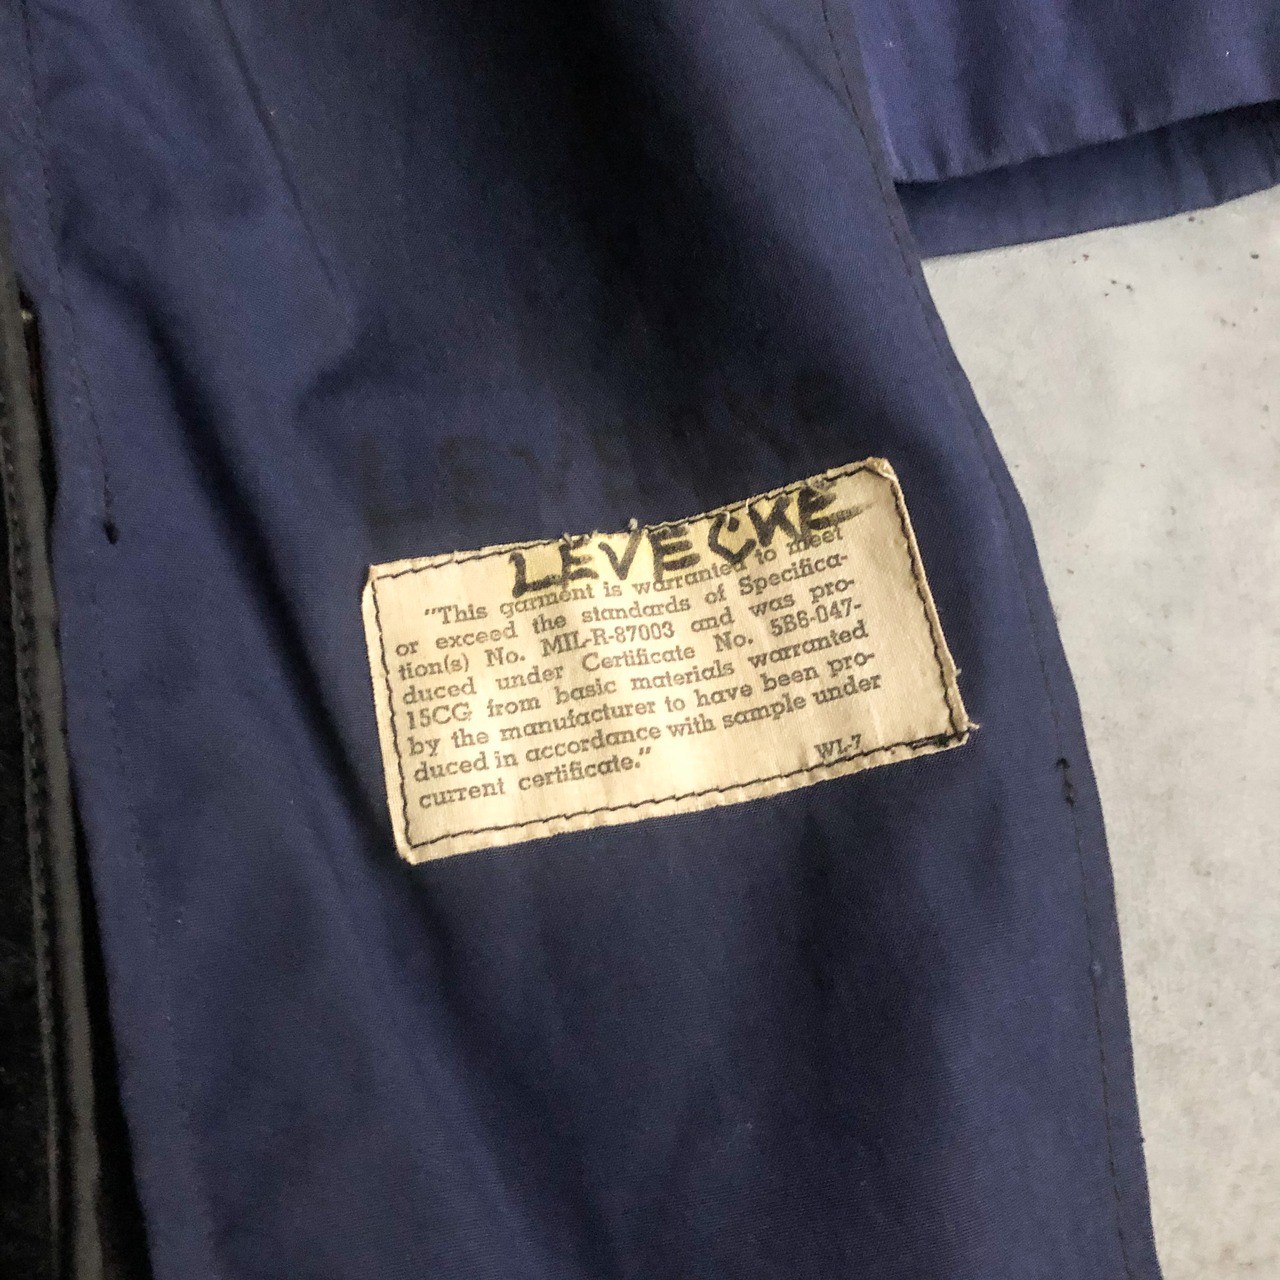 LEVECKE
"This garment is warranted to meet
or exceed the standards of Specifica-
tion(s) No. MIL-R-87003 and was pro-
duced under Certificate No. 5B6-047-
15CG from basic materials warranted
by the manufacturer to have been pro-
duced in accordance with sample under
current certificate."
WL-7